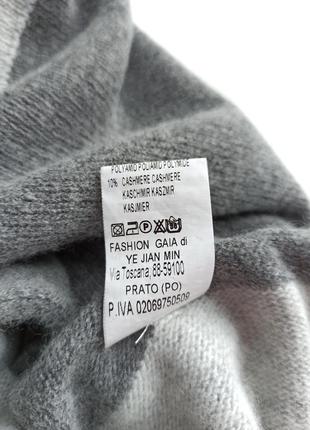 POLYAMID POLIAMID POLYMIDE
10% CASHMERE CASHMERE
KASCHMIR KASZMIR
KASJMIER
FASHION GAIA di
YE JIAN MIN
Via Toscana, 88-59100
PRATO (PO)
P.IVA 02069750509